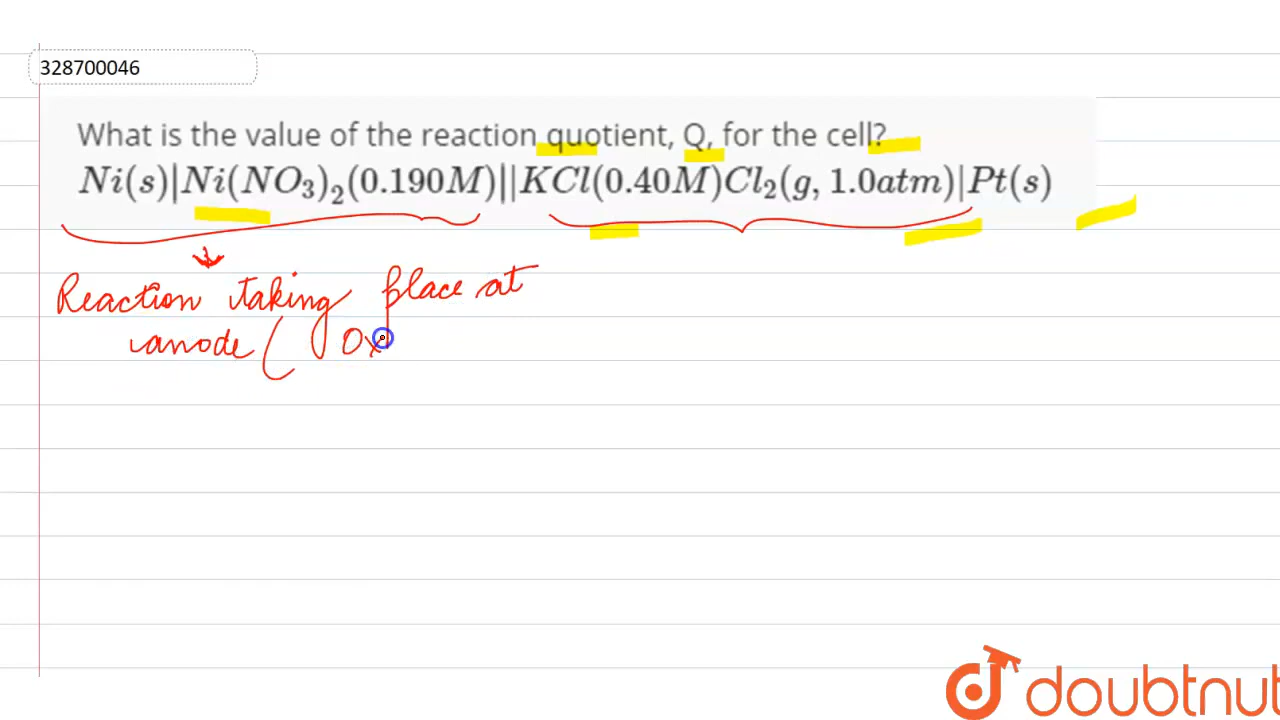 328700046
What is the value of the reaction quotient, Q, for the cell?
Ni(s)|Ni(NO₃)₂(0.190M)||KCl(0.40M)Cl₂(g, 1.0atm)|Pt(s)
Reaction taking place at
anode ( Ox
doubtnut